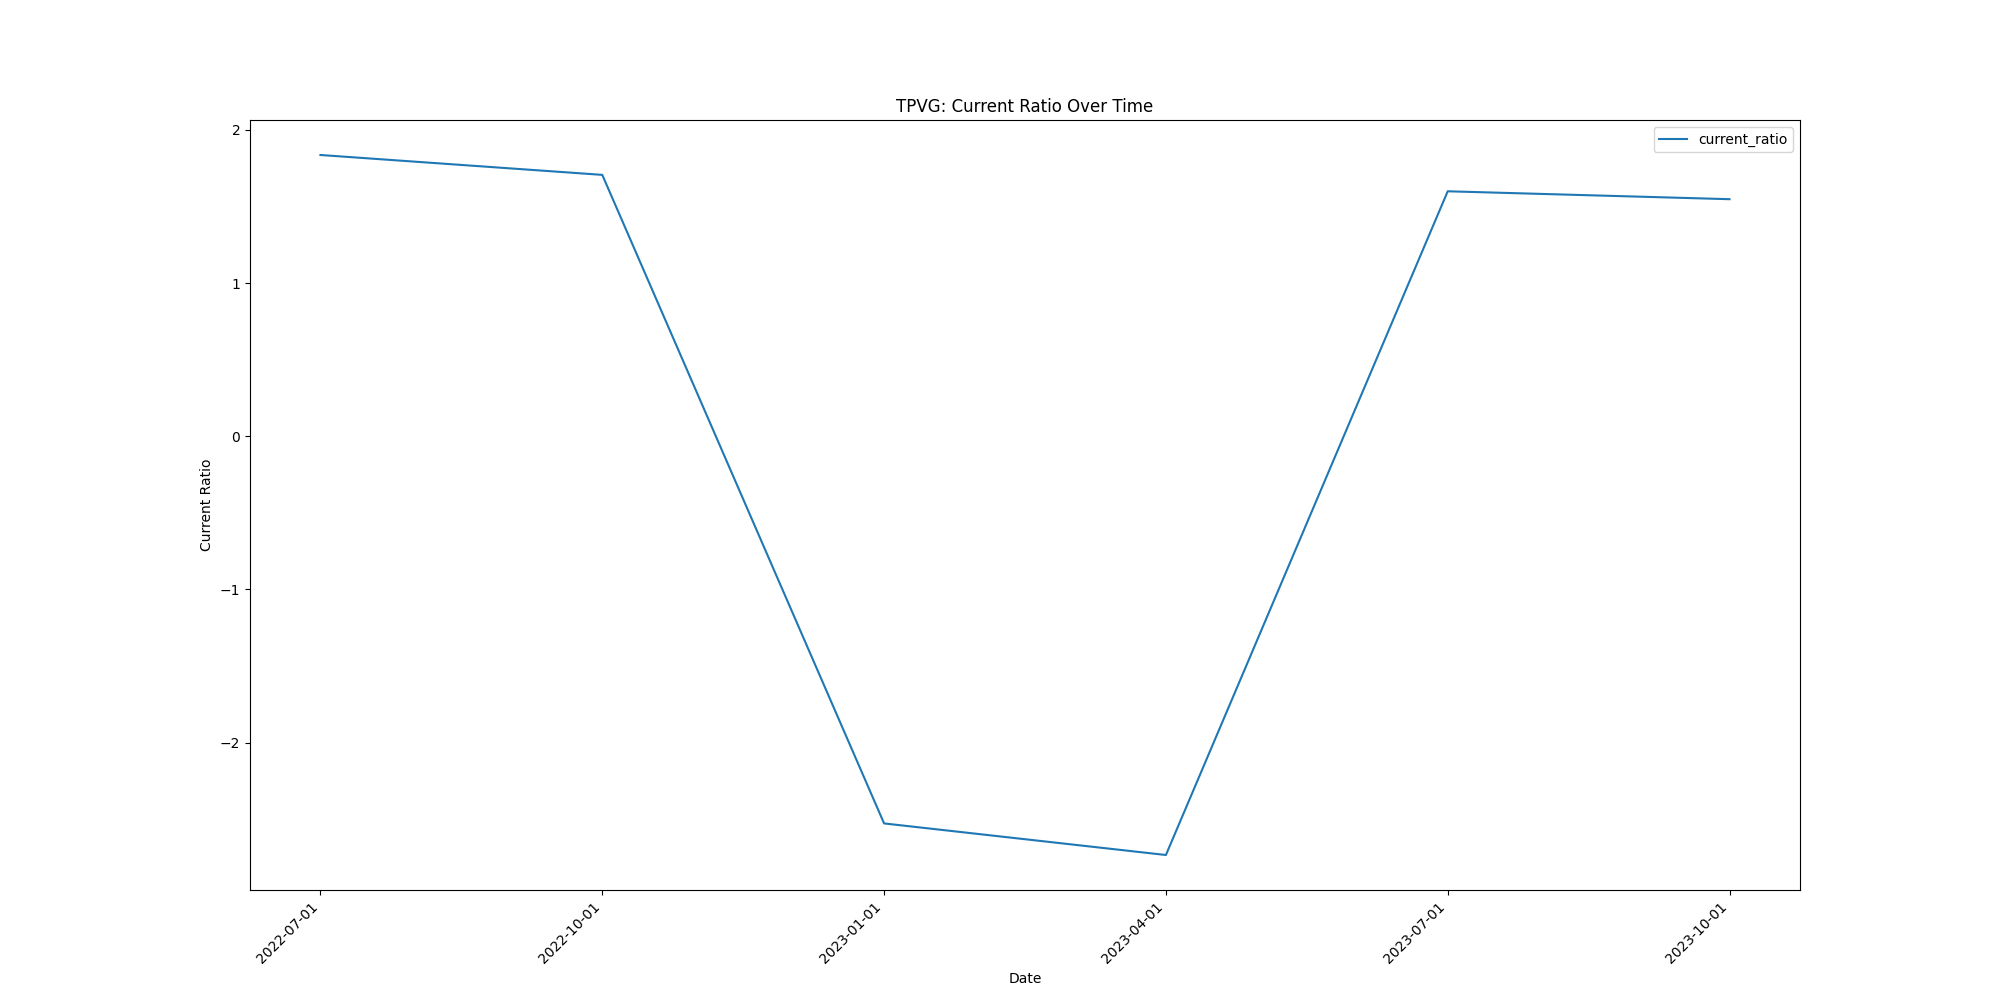 TPVG: Current Ratio Over Time
current_ratio
2
1
0
−1
−2
Current Ratio
2022-07-01
2022-10-01
2023-01-01
2023-04-01
2023-07-01
2023-10-01
Date